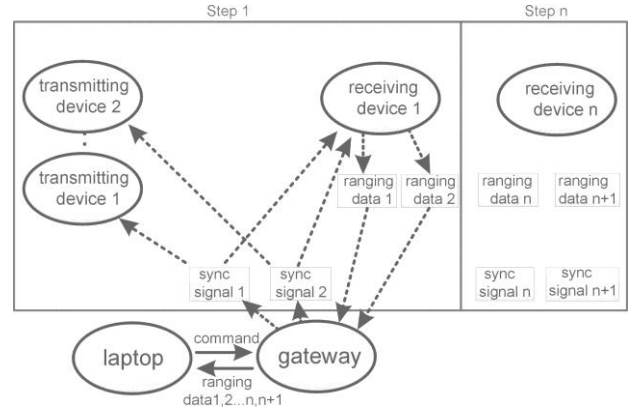 Step 1
Step n
transmitting
device 2
receiving
device 1
receiving
device n
transmitting
device 1
ranging
data 1
ranging
data 2
ranging
data n
ranging
data n+1
sync
signal 1
sync
signal 2
sync
signal n
sync
signal n+1
laptop
command
gateway
ranging
data1,2...n,n+1